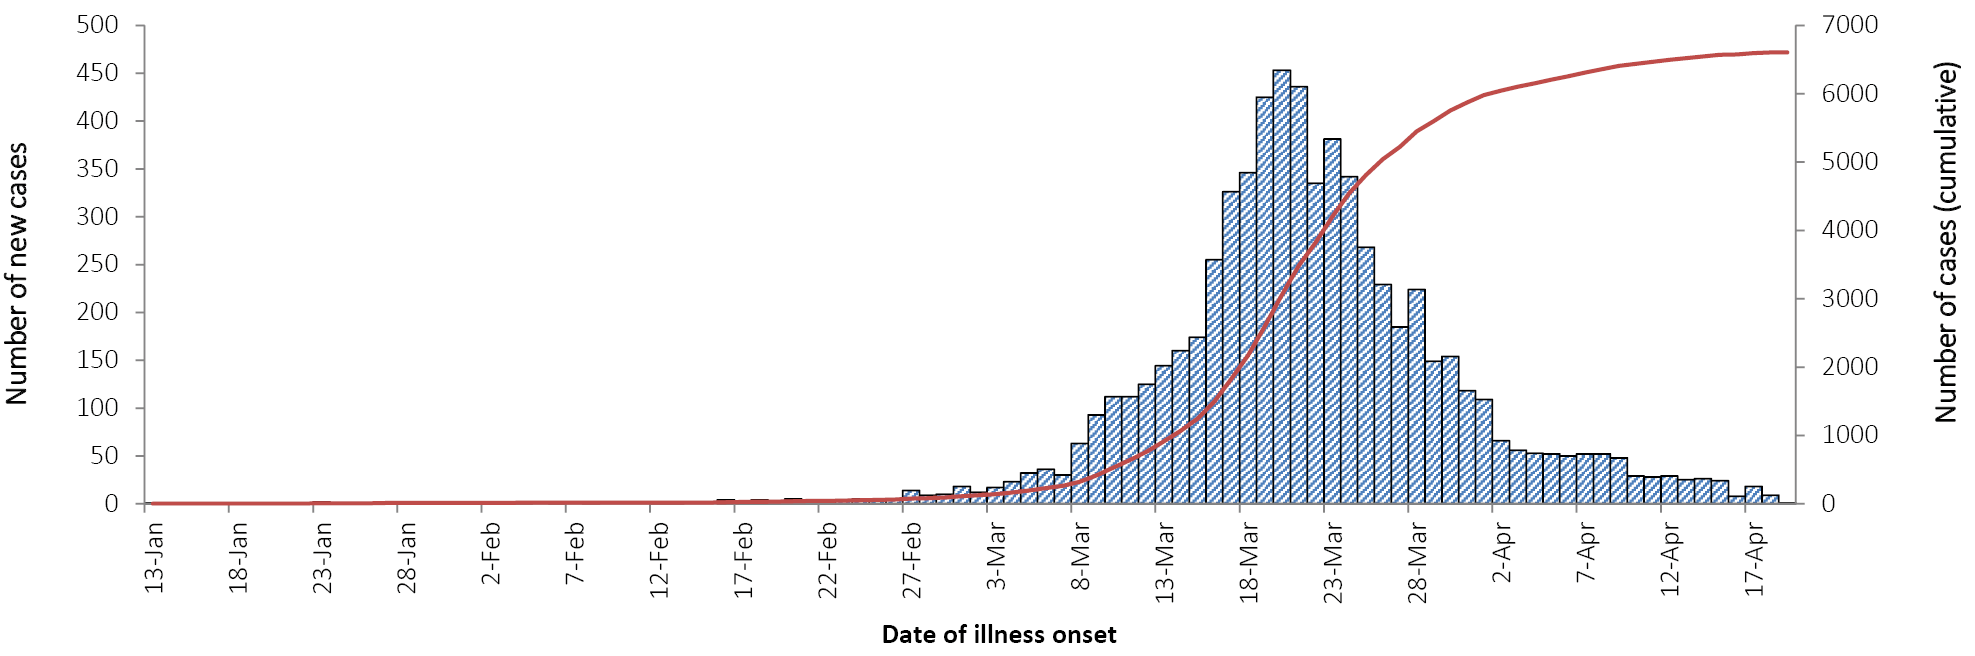 Number of new cases
500
450
400
350
300
250
200
150
100
50
0
7000
6000
5000
4000
3000
2000
1000
0
Number of cases (cumulative)
13-Jan
18-Jan
23-Jan
28-Jan
2-Feb
7-Feb
12-Feb
17-Feb
22-Feb
27-Feb
3-Mar
8-Mar
13-Mar
18-Mar
23-Mar
28-Mar
2-Apr
7-Apr
12-Apr
17-Apr
Date of illness onset